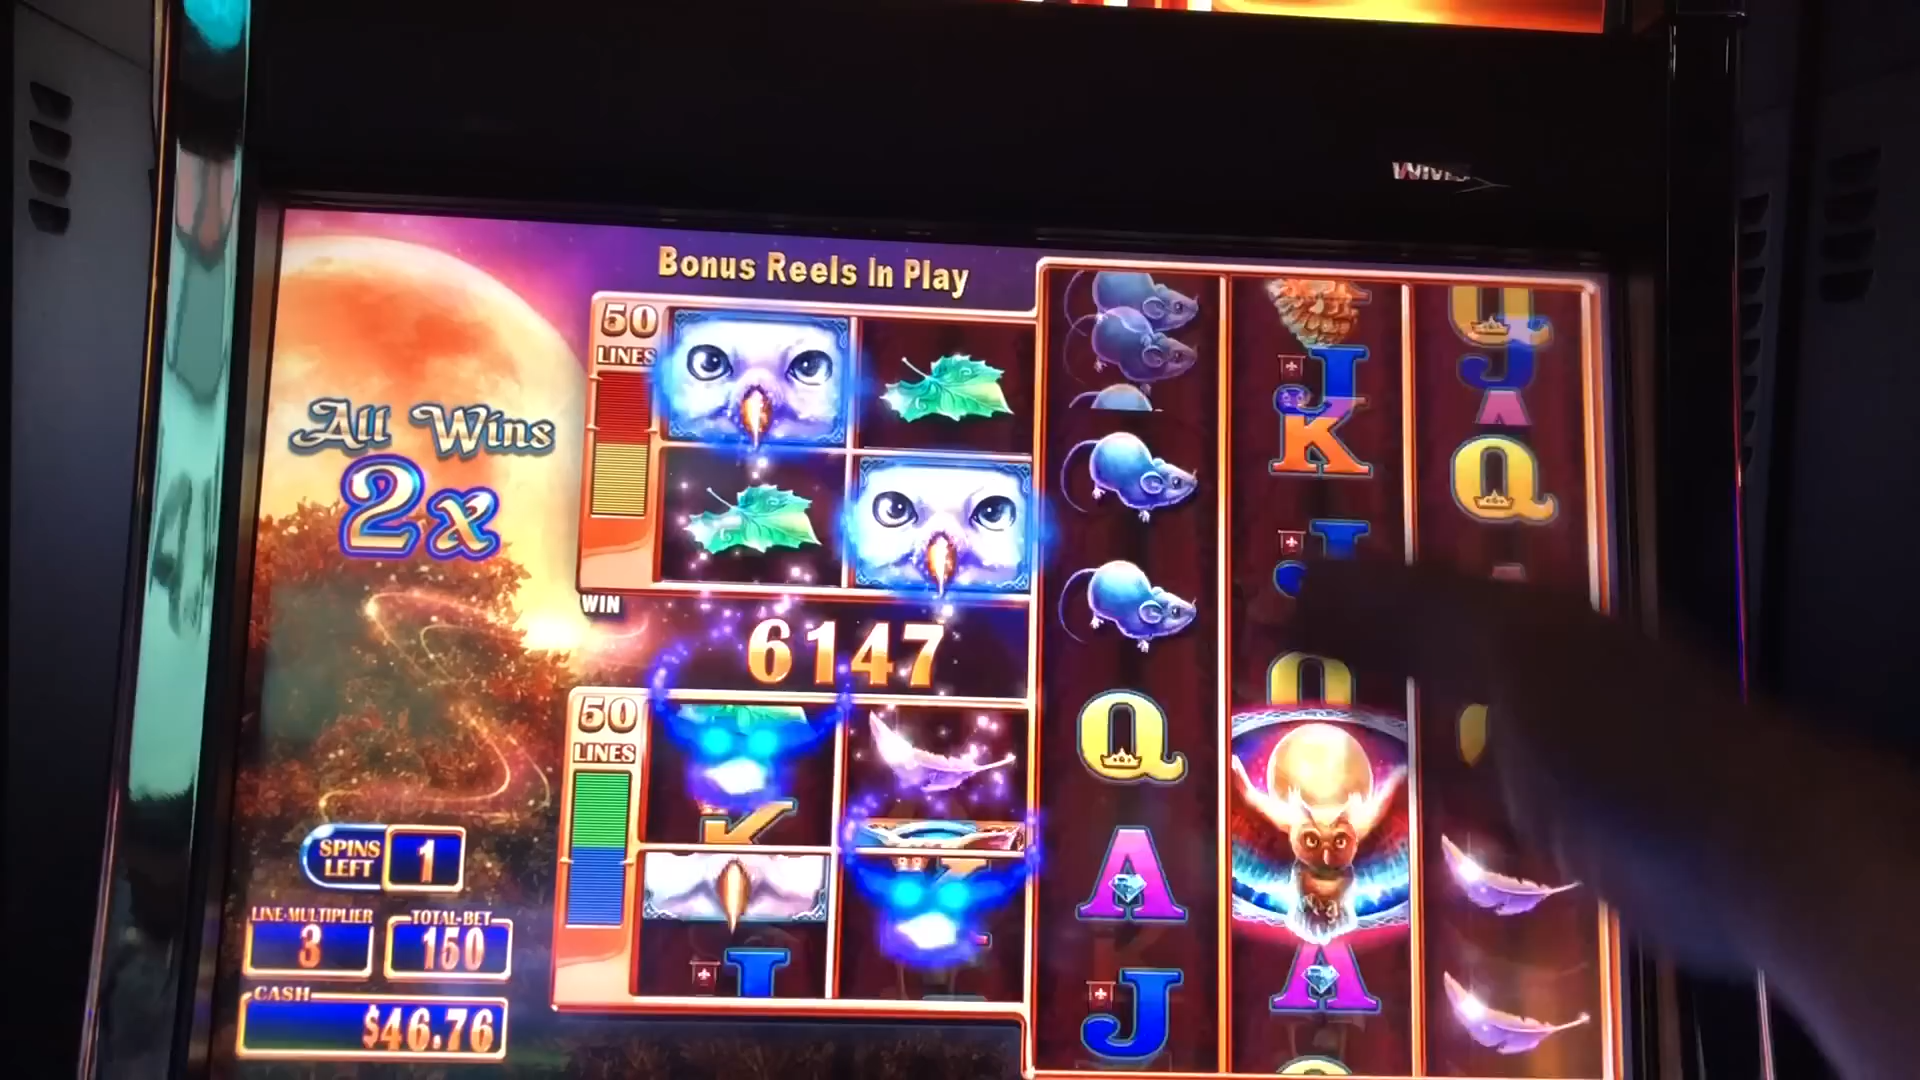 WMS
Bonus Reels In Play
50
LINES
All Wins
2x
WIN
6147
50
LINES
SPINS
LEFT
1
LINE-MULTIPLIER
3
TOTAL-BET
150
CASH
$46.76
K
J
J
Q
A
J
J
K
J
Q
A
Q
J
A
Q